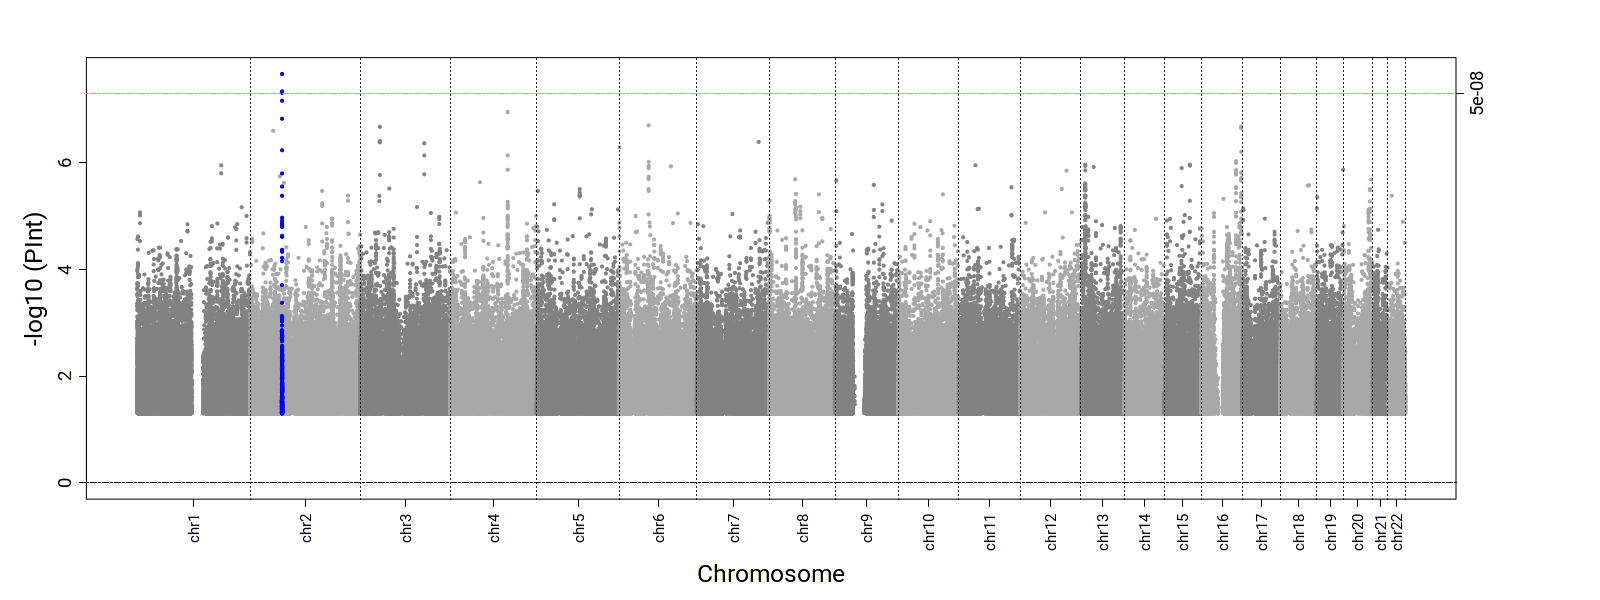 -log10 (PInt)
6
4
2
0
5e-08
chr1
chr2
chr3
chr4
chr5
chr6
chr7
chr8
chr9
chr10
chr11
chr12
chr13
chr14
chr15
chr16
chr17
chr18
chr19
chr20
chr21
chr22
Chromosome